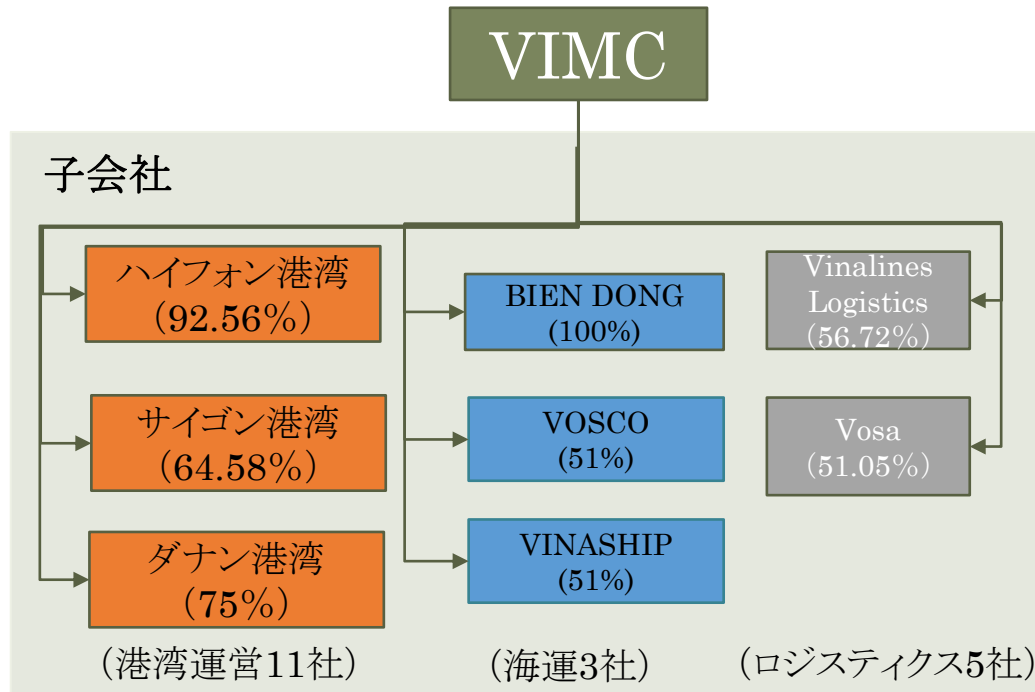 VIMC
子会社
ハイフォン港湾
(92.56%)
サイゴン港湾
(64.58%)
ダナン港湾
(75%)
(港湾運営11社)
BIEN DONG
(100%)
VOSCO
(51%)
VINASHIP
(51%)
(海運3社)
Vinalines
Logistics
(56.72%)
Vosa
(51.05%)
(ロジスティクス5社)